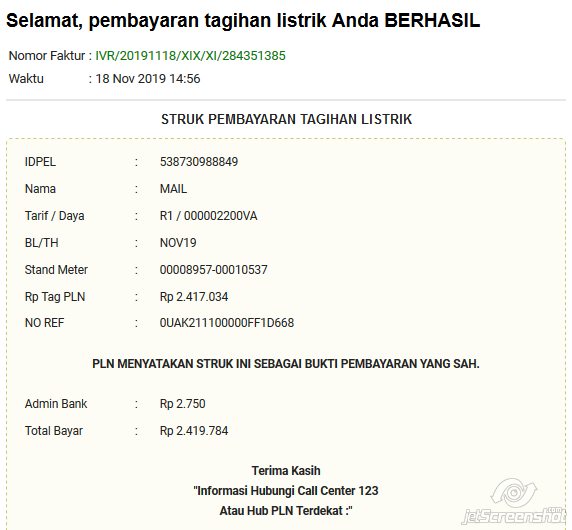 Selamat, pembayaran tagihan listrik Anda BERHASIL
Nomor Faktur : IVR/20191118/XIX/XI/284351385
Waktu : 18 Nov 2019 14:56
STRUK PEMBAYARAN TAGIHAN LISTRIK
IDPEL : 538730988849
Nama : MAIL
Tarif / Daya : R1 / 000002200VA
BL/TH : NOV19
Stand Meter : 00008957-00010537
Rp Tag PLN : Rp 2.417.034
NO REF : 0UAK211100000FF1D668
PLN MENYATAKAN STRUK INI SEBAGAI BUKTI PEMBAYARAN YANG SAH.
Admin Bank : Rp 2.750
Total Bayar : Rp 2.419.784
Terima Kasih
"Informasi Hubungi Call Center 123
Atau Hub PLN Terdekat :"
jetScreenshot.com